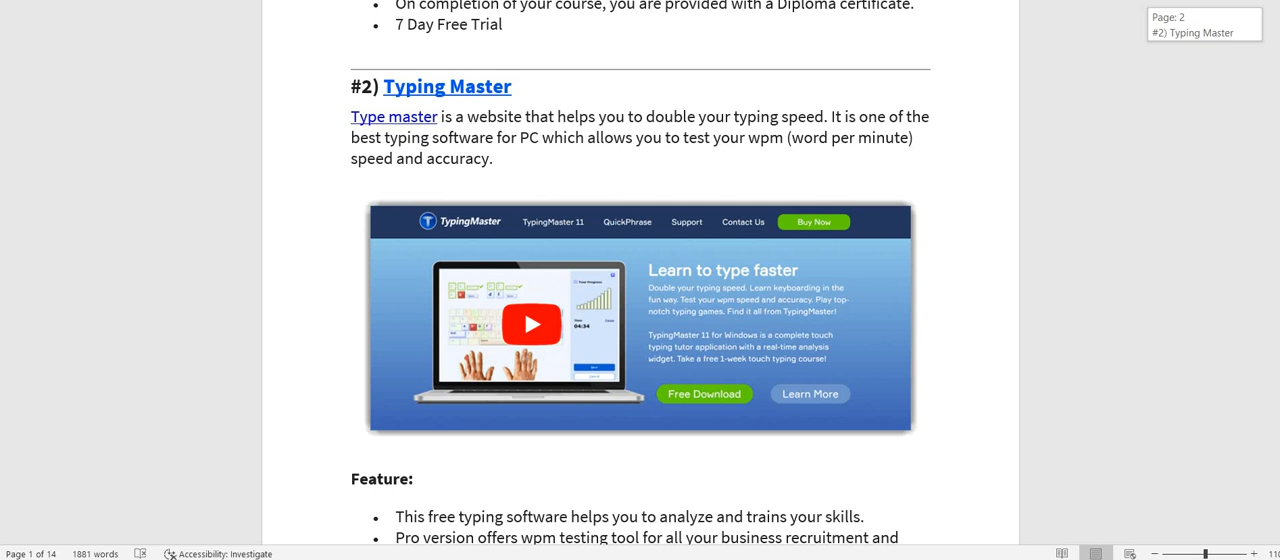 On completion of your course, you are provided with a Diploma certificate.
7 Day Free Trial
Page: 2
#2) Typing Master
#2) Typing Master
Type master is a website that helps you to double your typing speed. It is one of the
best typing software for PC which allows you to test your wpm (word per minute)
speed and accuracy.
TypingMaster
TypingMaster 11
QuickPhrase
Support
Contact Us
Buy Now
Learn to type faster
Double your typing speed. Learn keyboarding in the
fun way. Test your wpm speed and accuracy. Play top-
notch typing games. Find it all from TypingMaster!
TypingMaster 11 for Windows is a complete touch
typing tutor application with a real-time analysis
widget. Take a free 1-week touch typing course!
04:34
Free Download
Learn More
Feature:
This free typing software helps you to analyze and trains your skills.
Pro version offers wpm testing tool for all your business recruitment and
Page 1 of 14
1881 words
Accessibility: Investigate
110